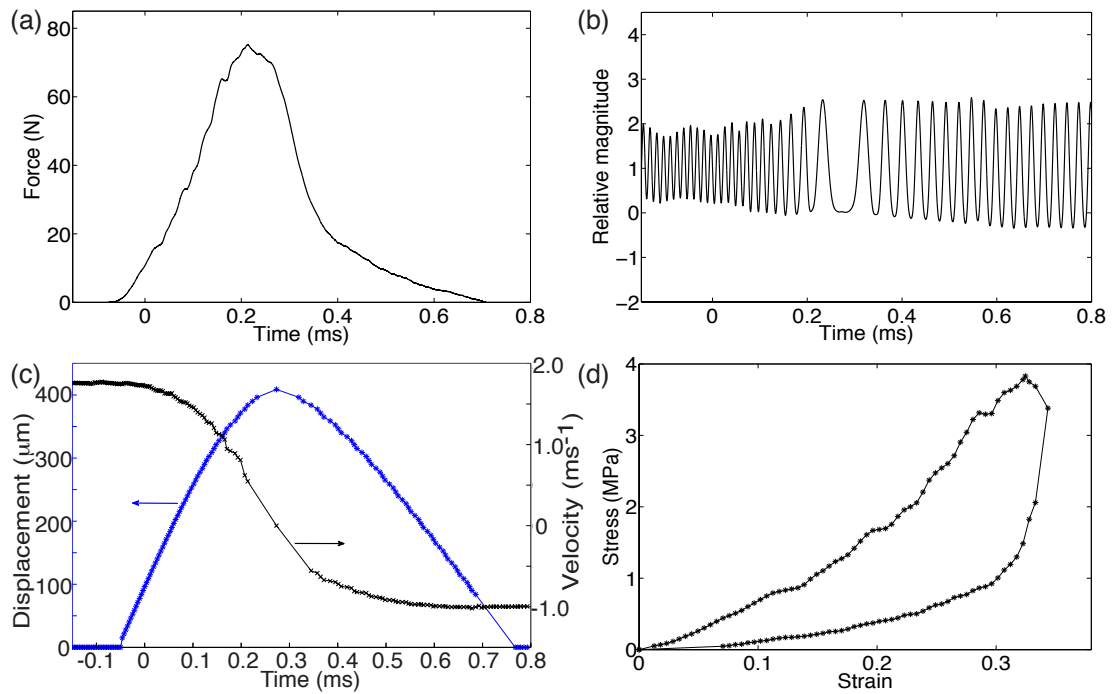 (a)
80
60
40
20
0
Force (N)
0 0.2 0.4 0.6 0.8
Time (ms)
(b)
4
3
2
1
0
−1
−2
Relative magnitude
0 0.2 0.4 0.6 0.8
Time (ms)
(c)
400
300
200
100
0
Displacement (μm)
2.0
1.0
0
-1.0
Velocity (ms⁻¹)
-0.1 0 0.1 0.2 0.3 0.4 0.5 0.6 0.7 0.8
Time (ms)
(d)
4
3
2
1
0
Stress (MPa)
0 0.1 0.2 0.3
Strain